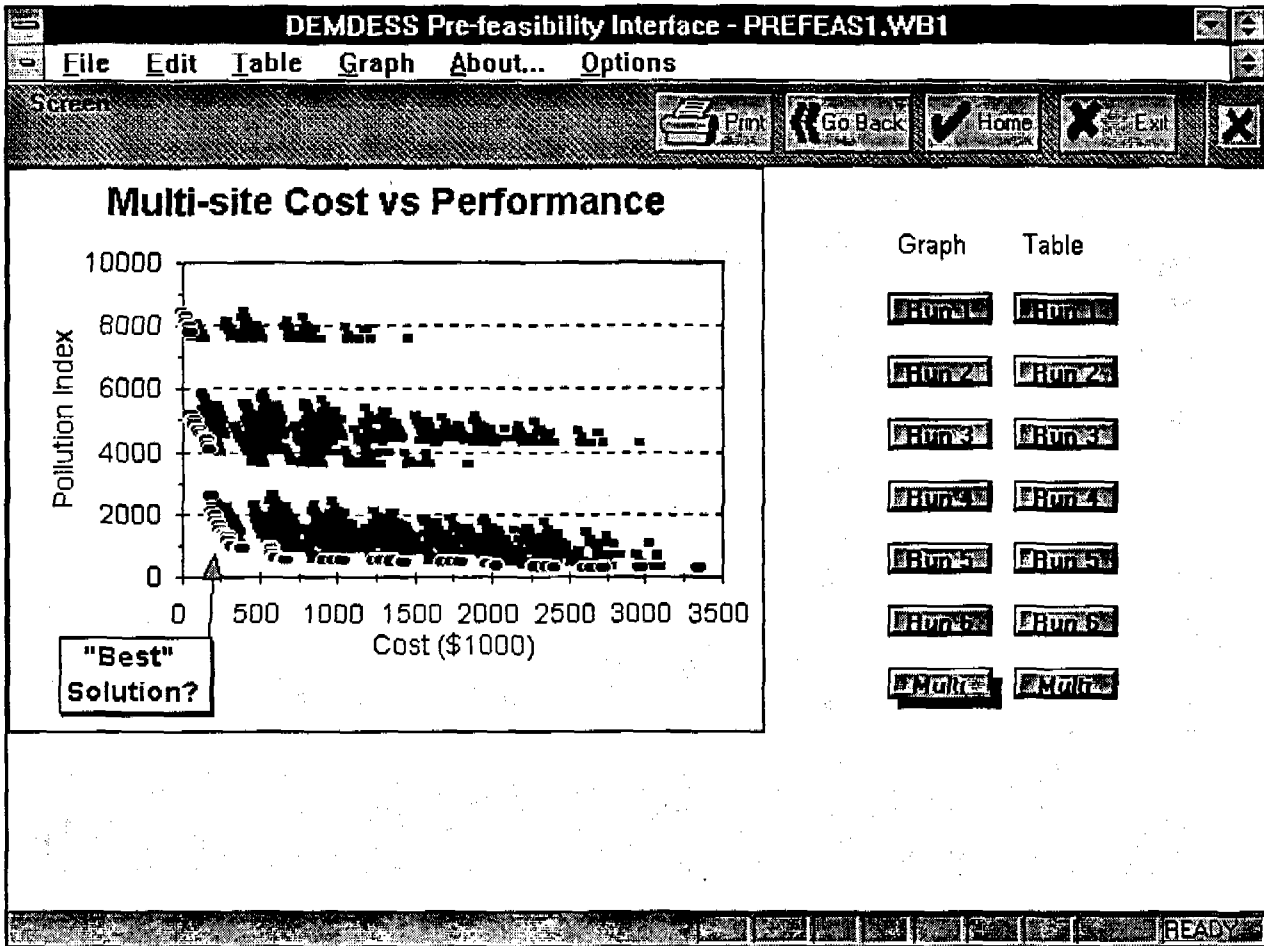 DEMDESS Pre-feasibility Interface - PREFEAS1.WB1
File Edit Table Graph About... Options
Screen
Print Go Back Home Exit
Multi-site Cost vs Performance
Graph Table
10000
8000
6000
4000
2000
0
Pollution Index
0 500 1000 1500 2000 2500 3000 3500
Cost ($1000)
"Best"
Solution?
Run 1 Run 1
Run 2 Run 2
Run 3 Run 3
Run 4 Run 4
Run 5 Run 5
Run 6 Run 6
Multi Multi
READY